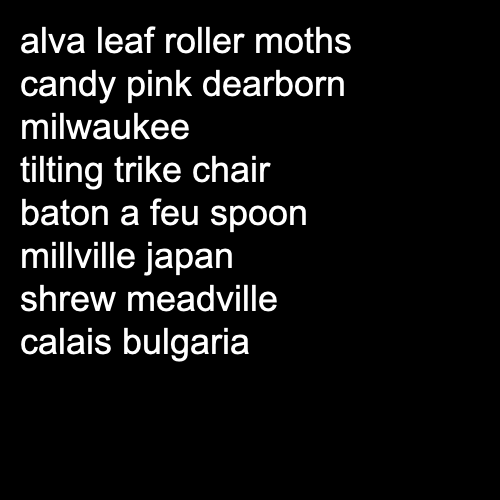 alva leaf roller moths
candy pink dearborn
milwaukee
tilting trike chair
baton a feu spoon
millville japan
shrew meadville
calais bulgaria